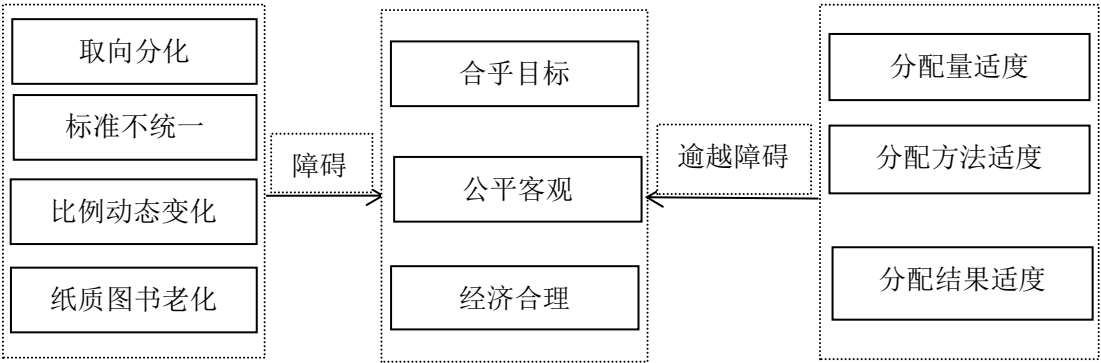 取向分化
标准不统一
比例动态变化
纸质图书老化
障碍
合乎目标
公平客观
经济合理
逾越障碍
分配量适度
分配方法适度
分配结果适度